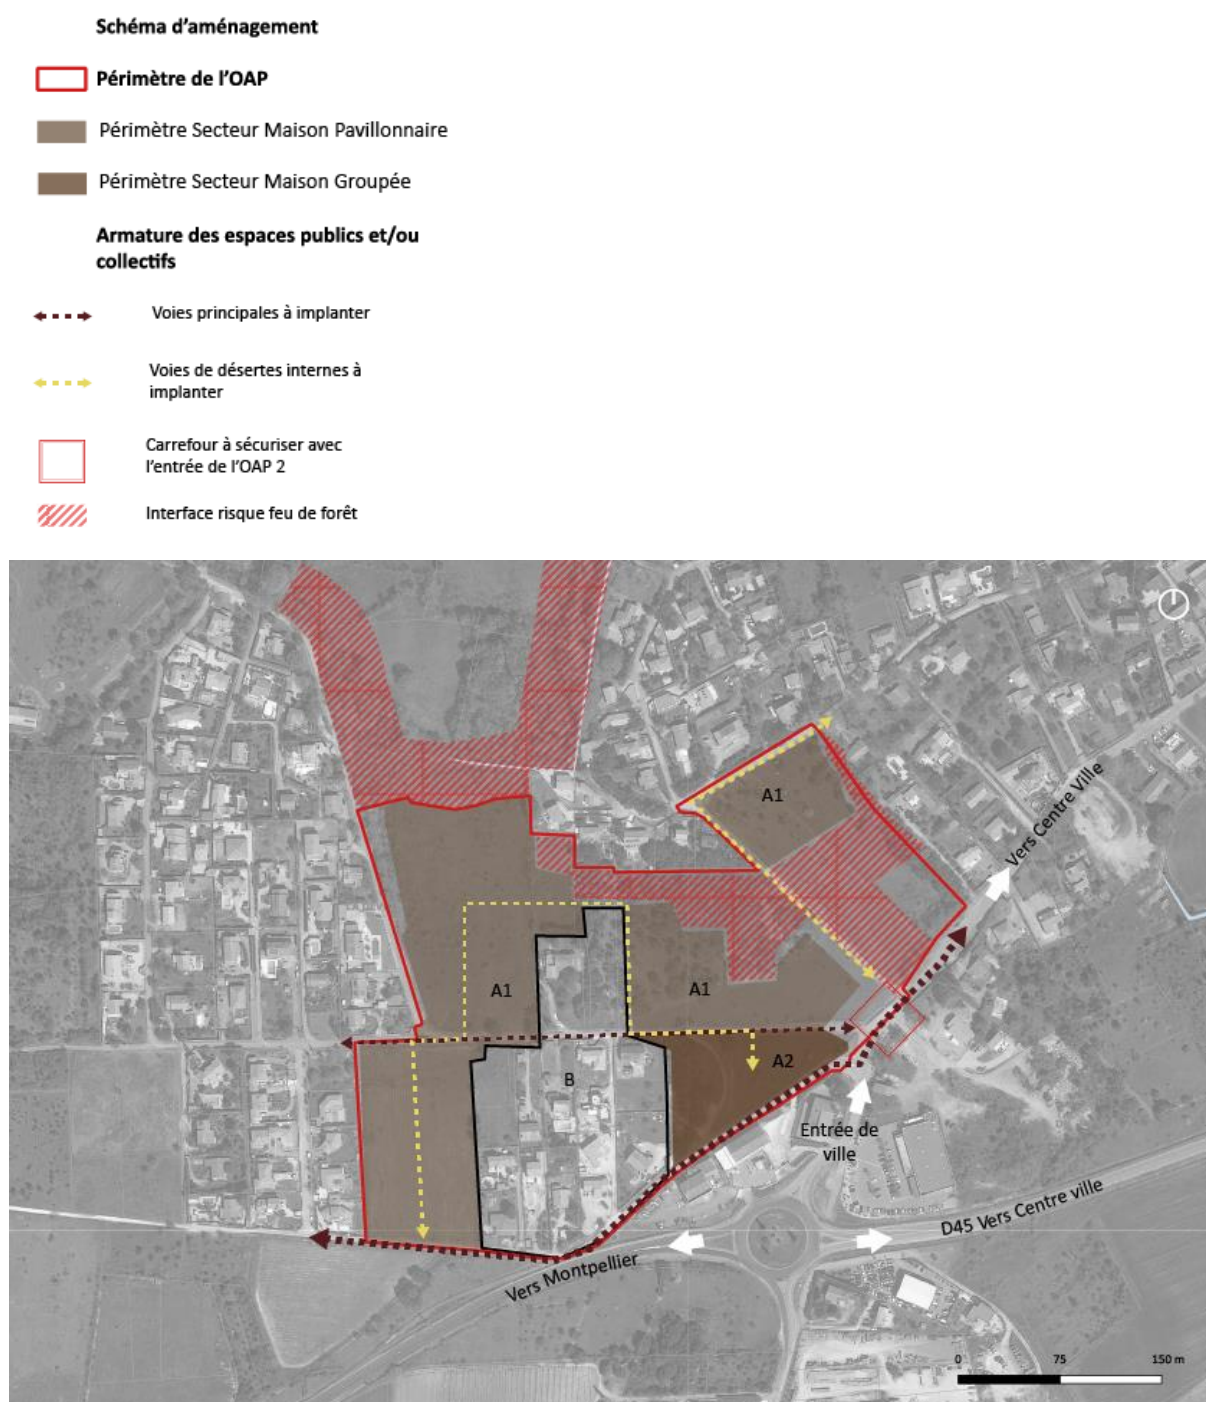 Schéma d'aménagement
Périmètre de l'OAP
Périmètre Secteur Maison Pavillonnaire
Périmètre Secteur Maison Groupée
Armature des espaces publics et/ou
collectifs
Voies principales à implanter
Voies de désertes internes à
implanter
Carrefour à sécuriser avec
l'entrée de l'OAP 2
Interface risque feu de forêt
A1
Vers Centre Ville
A1
A1
A2
B
Entrée de
ville
D45 Vers Centre ville
Vers Montpellier
0 75 150 m